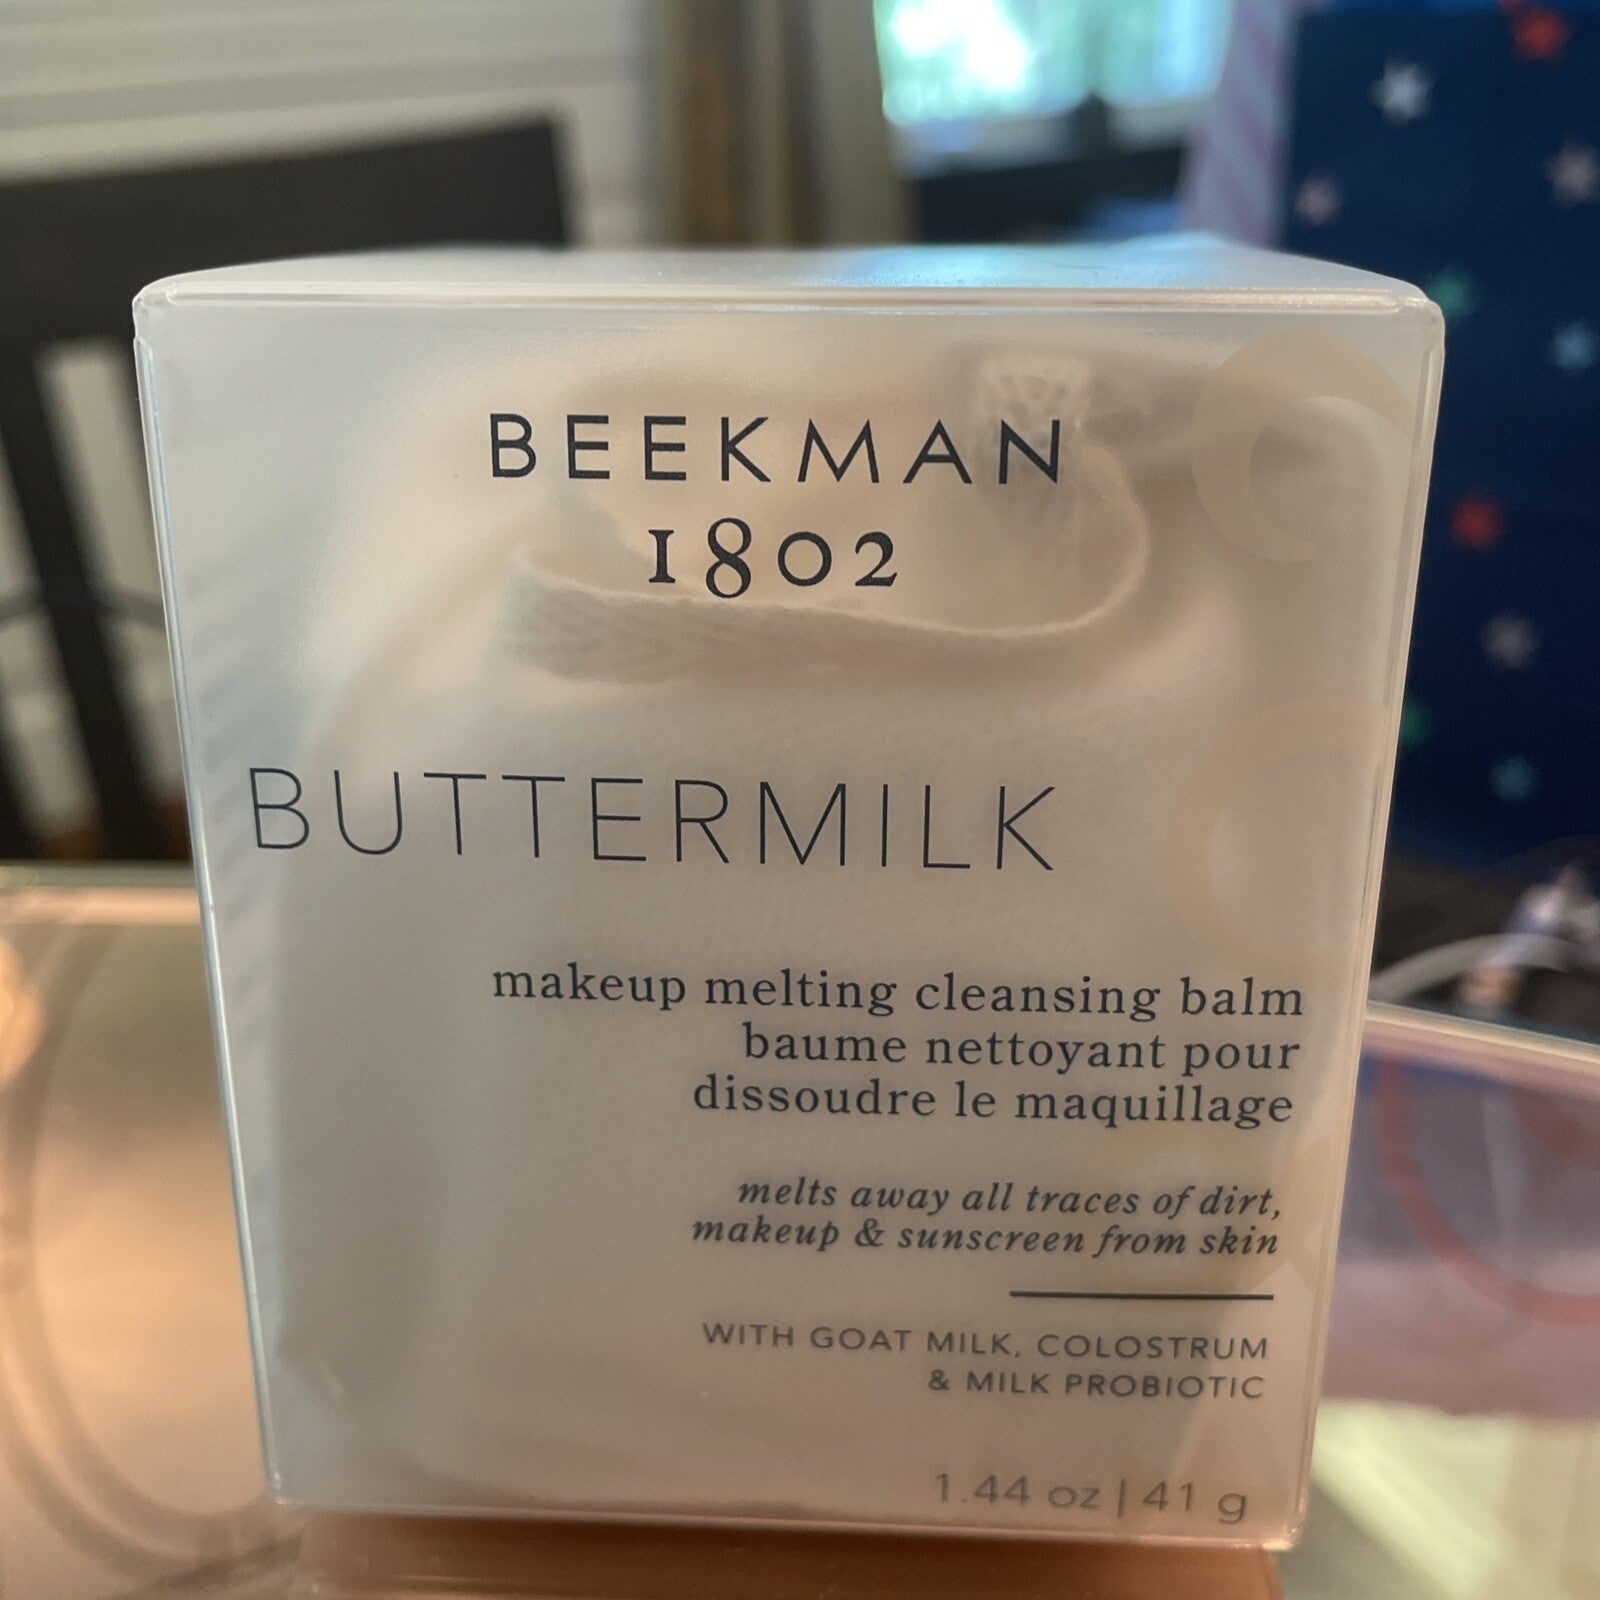 BEEKMAN
1802
BUTTERMILK
makeup melting cleansing balm
baume nettoyant pour
dissoudre le maquillage
melts away all traces of dirt,
makeup & sunscreen from skin
WITH GOAT MILK, COLOSTRUM
& MILK PROBIOTIC
1.44 oz | 41 g